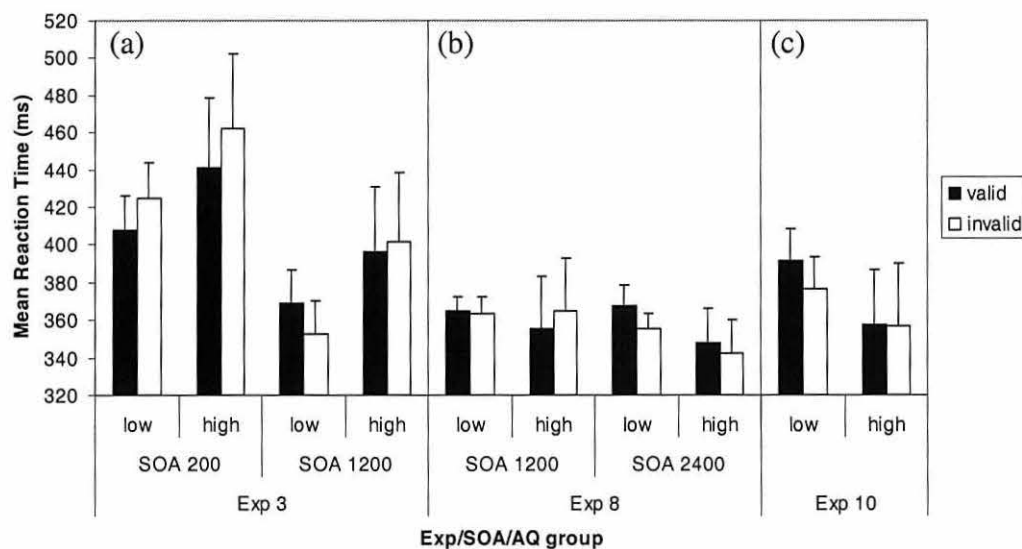 (a) (b) (c)
Mean Reaction Time (ms)
520
500
480
460
440
420
400
380
360
340
320
valid
invalid
low high low high low high low high low high
SOA 200 SOA 1200 SOA 1200 SOA 2400
Exp 3 Exp 8 Exp 10
Exp/SOA/AQ group